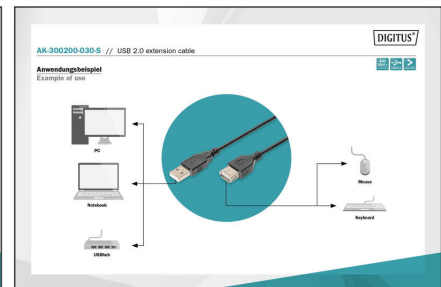 DIGITUS®
AK-300200-030-S // USB 2.0 extension cable
Anwendungsbeispiel
Example of use
PC
Notebook
USBhub
Mouse
Keyboard